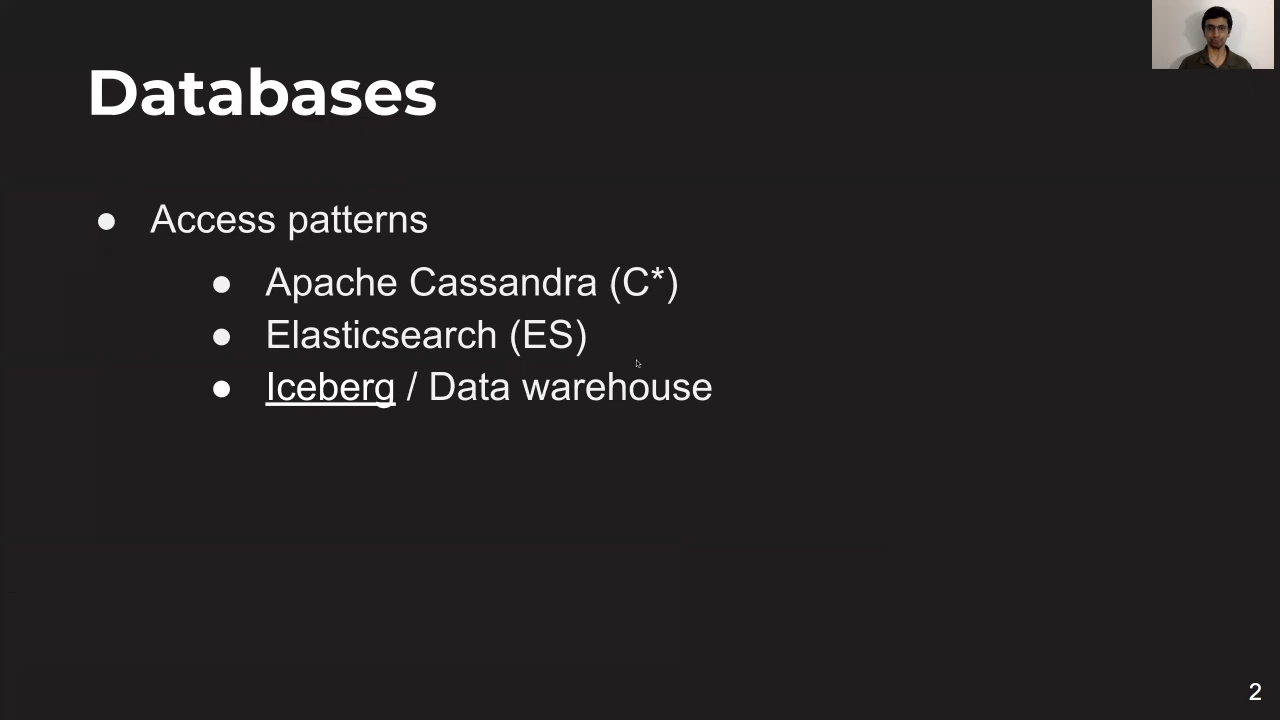 Databases
● Access patterns
● Apache Cassandra (C*)
● Elasticsearch (ES)
● Iceberg / Data warehouse
2